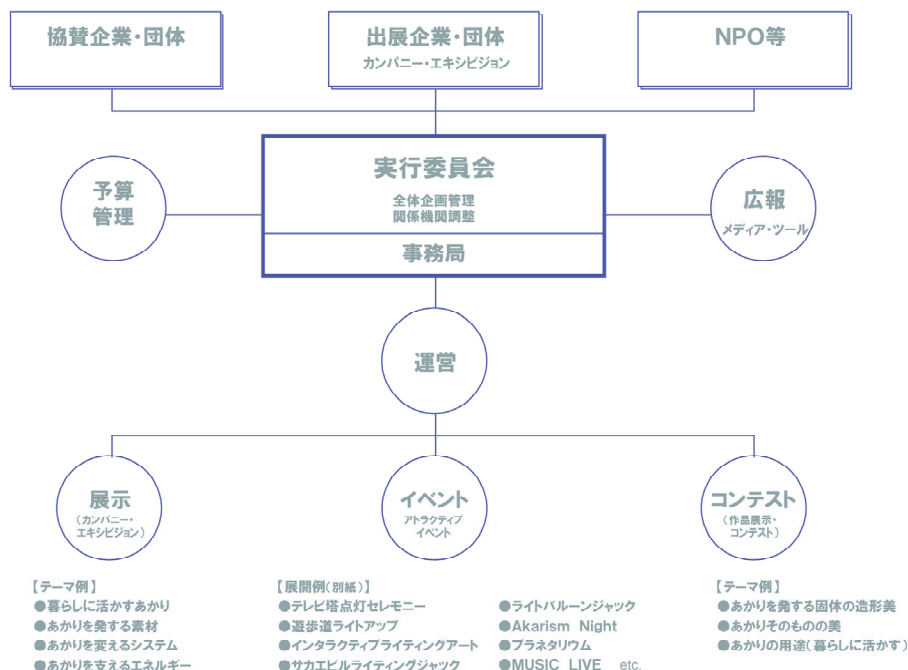 協賛企業・団体
出展企業・団体
カンパニー・エキシビジョン
NPO等
実行委員会
全体企画管理
関係機関調整
事務局
予算
管理
広報
メディア・ツール
運営
展示
(カンパニー・
エキシビジョン)
イベント
アトラクティブ
イベント
コンテスト
(作品展示・
コンテスト)
【テーマ例】
●暮らしに活かすあかり
●あかりを発する素材
●あかりを変えるシステム
●あかりを支えるエネルギー
【展開例(別紙)】
●テレビ塔点灯セレモニー
●遊歩道ライトアップ
●インタラクティブライティングアート
●サカエビルライティングジャック
●ライトバルーンジャック
●Akarism Night
●プラネタリウム
●MUSIC LIVE etc.
【テーマ例】
●あかりを発する固体の造形美
●あかりそのものの美
●あかりの用途(暮らしに活かす)